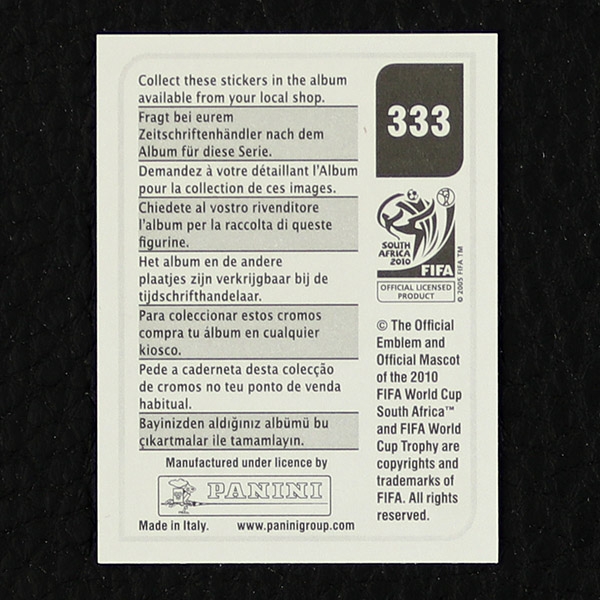 Collect these stickers in the album
available from your local shop.
Fragt bei eurem
Zeitschriftenhändler nach dem
Album für diese Serie.
Demandez à votre détaillant l'Album
pour la collection de ces images.
Chiedete al vostro rivenditore
l'album per la raccolta di queste
figurine.
Het album en de andere
plaatjes zijn verkrijgbaar bij de
tijdschrifthandelaar.
Para coleccionar estos cromos
compra tu álbum en cualquier
kiosco.
Pede a caderneta desta colecção
de cromos no teu ponto de venda
habitual.
Bayinizden aldığınız albümü bu
çıkartmalar ile tamamlayın.
Manufactured under licence by
PANINI
Made in Italy. www.paninigroup.com
333
SOUTH
AFRICA
2010
FIFA
OFFICIAL LICENSED
PRODUCT
© 2005 FIFA TM
© The Official
Emblem and
Official Mascot
of the 2010
FIFA World Cup
South Africa™
and FIFA World
Cup Trophy are
copyrights and
trademarks of
FIFA. All rights
reserved.